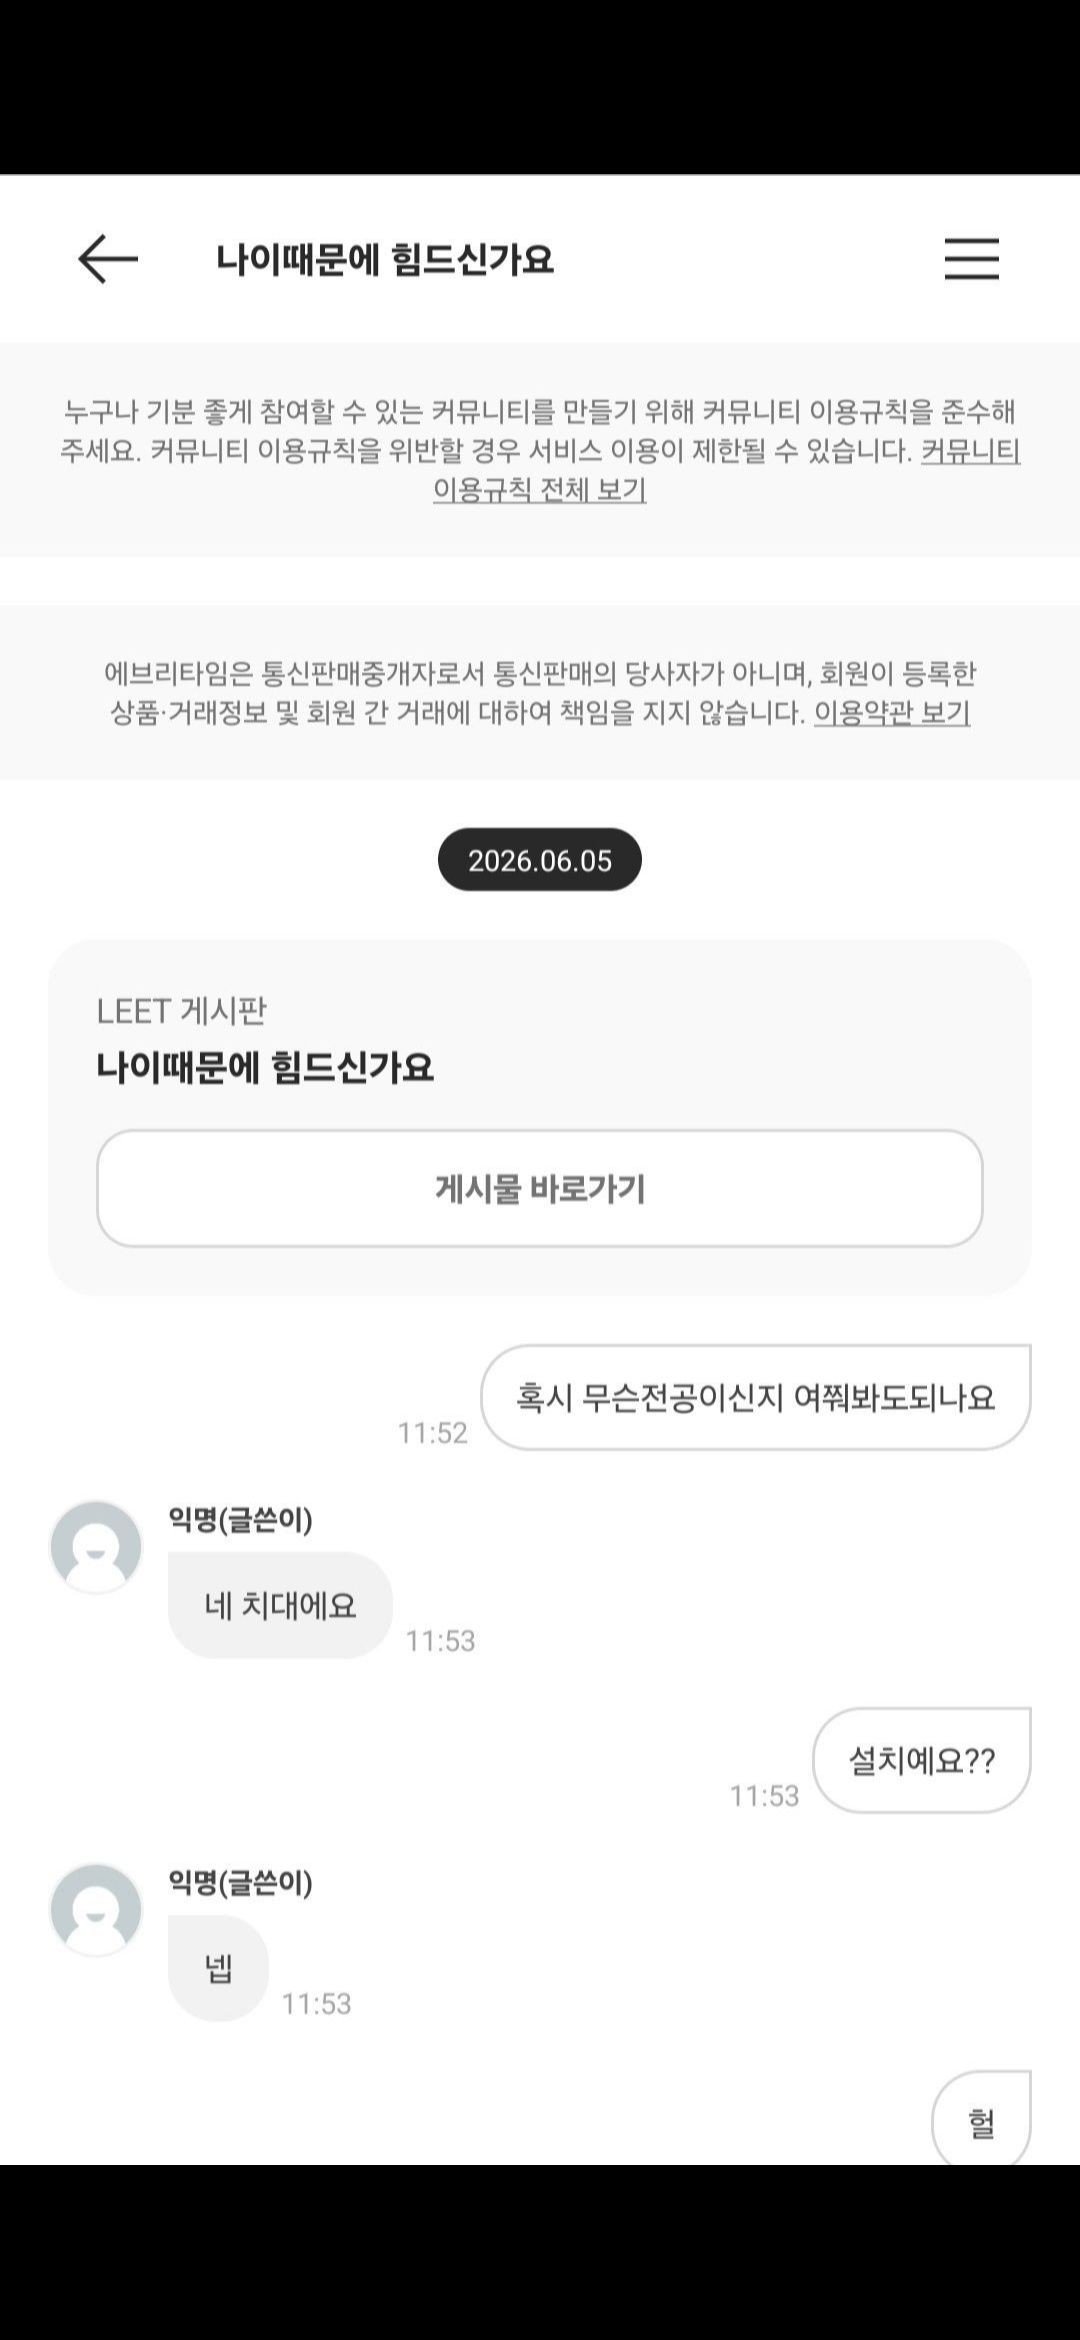 나이때문에 힘드신가요
누구나 기분 좋게 참여할 수 있는 커뮤니티를 만들기 위해 커뮤니티 이용규칙을 준수해
주세요. 커뮤니티 이용규칙을 위반할 경우 서비스 이용이 제한될 수 있습니다. 커뮤니티
이용규칙 전체 보기
에브리타임은 통신판매중개자로서 통신판매의 당사자가 아니며, 회원이 등록한
상품·거래정보 및 회원 간 거래에 대하여 책임을 지지 않습니다. 이용약관 보기
2026.06.05
LEET 게시판
나이때문에 힘드신가요
게시물 바로가기
혹시 무슨전공이신지 여쭤봐도되나요
11:52
익명(글쓴이)
네 치대에요
11:53
설치예요??
11:53
익명(글쓴이)
넵
11:53
헐